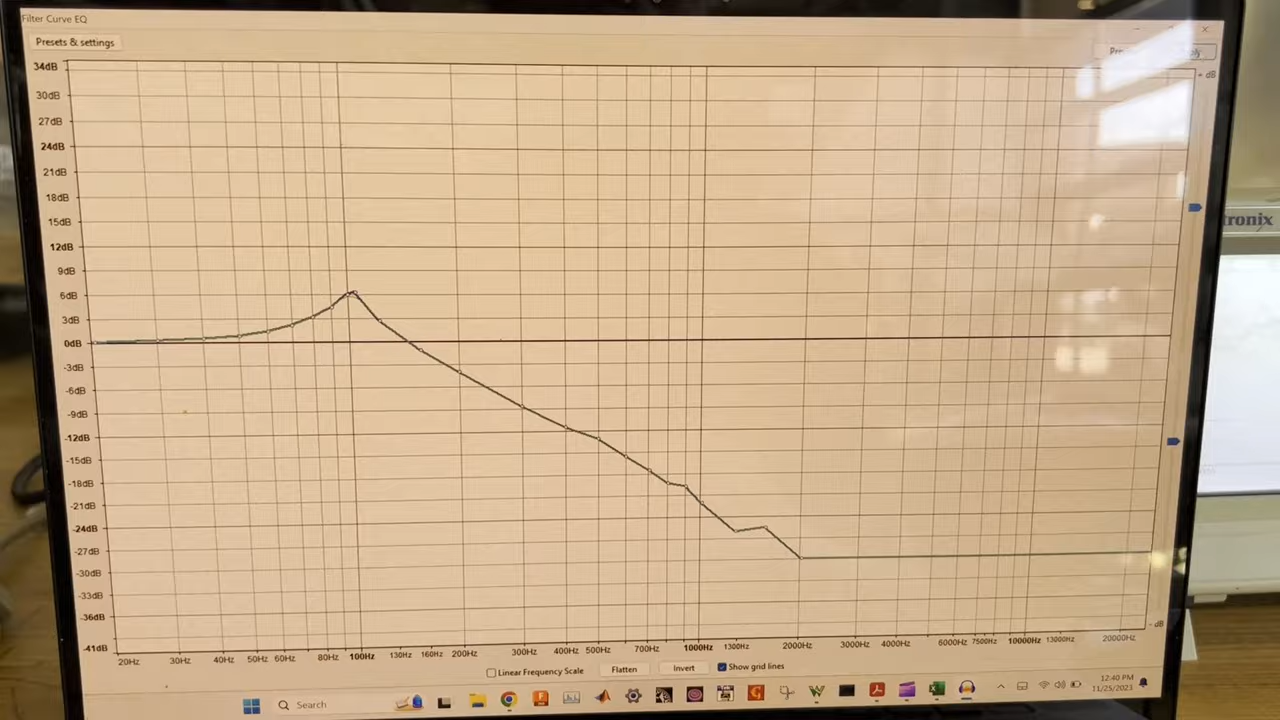 Filter Curve EQ
Presets & settings
+ dB
34dB
30dB
27dB
24dB
21dB
18dB
15dB
12dB
9dB
6dB
3dB
0dB
-3dB
-6dB
-9dB
-12dB
-15dB
-18dB
-21dB
-24dB
-27dB
-30dB
-33dB
-36dB
-41dB
- dB
20Hz 30Hz 40Hz 50Hz 60Hz 80Hz 100Hz 130Hz 160Hz 200Hz 300Hz 400Hz 500Hz 700Hz 1000Hz 1300Hz 2000Hz 3000Hz 4000Hz 6000Hz 7500Hz 10000Hz 13000Hz 20000Hz
Linear Frequency Scale Flatten Invert Show grid lines
Search
12:40 PM
11/25/2023
tronix